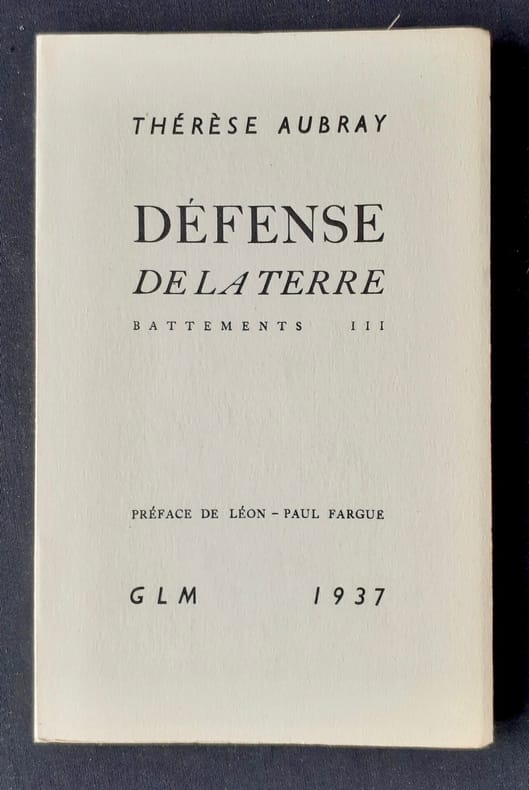 THÉRÈSE AUBRAY
DÉFENSE
DE LA TERRE
BATTEMENTS III
PRÉFACE DE LÉON-PAUL FARGUE
GLM 1937